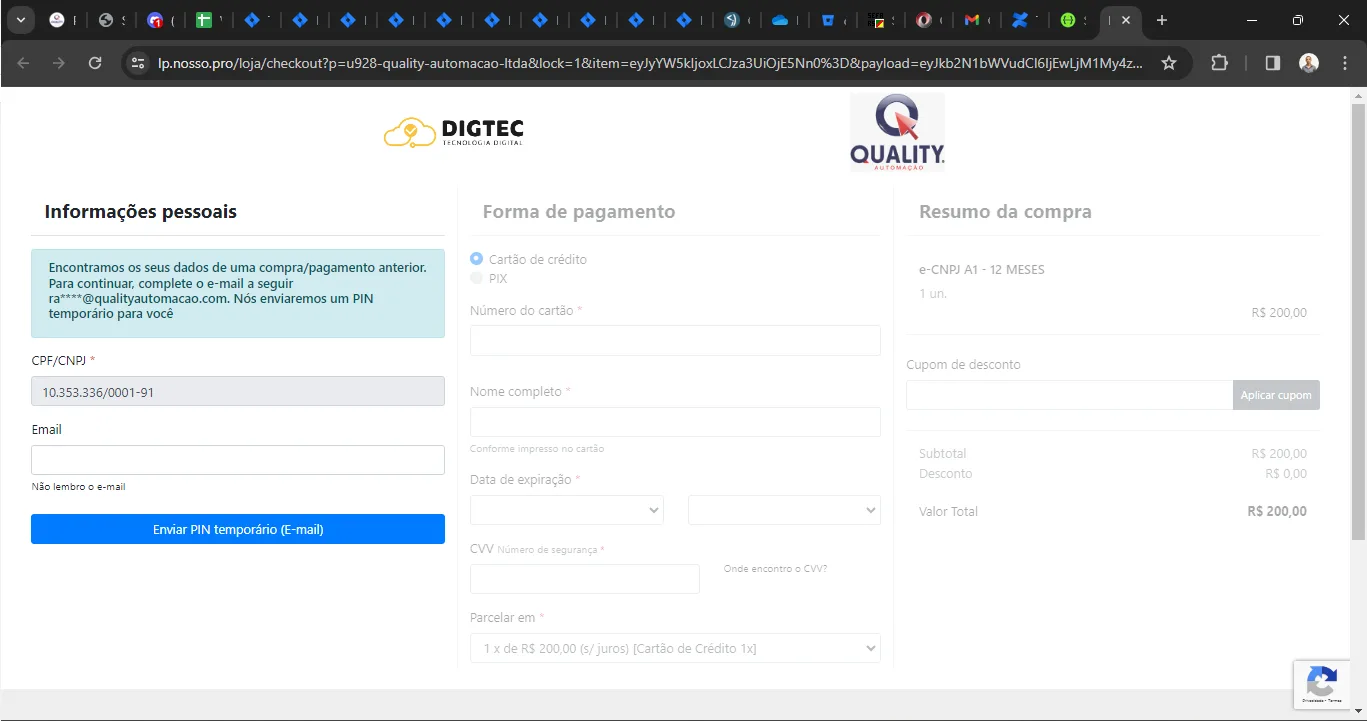 lp.nosso.pro/loja/checkout?p=u928-quality-automacao-ltda&lock=1&item=eyJyYW5kIjoxLCJza3UiOjE5Nn0%3D&payload=eyJkb2N1bWVudCI6IjEwLjM1My4z...
DIGTEC
TECNOLOGIA DIGITAL
QUALITY.
AUTOMAÇÃO
Informações pessoais
Encontramos os seus dados de uma compra/pagamento anterior.
Para continuar, complete o e-mail a seguir
ra****@qualityautomacao.com. Nós enviaremos um PIN
temporário para você
CPF/CNPJ *
10.353.336/0001-91
Email
Não lembro o e-mail
Enviar PIN temporário (E-mail)
Forma de pagamento
Cartão de crédito
PIX
Número do cartão *
Nome completo *
Conforme impresso no cartão
Data de expiração *
CVV Número de segurança *
Onde encontro o CVV?
Parcelar em *
1 x de R$ 200,00 (s/ juros) [Cartão de Crédito 1x]
Resumo da compra
e-CNPJ A1 - 12 MESES
1 un.
R$ 200,00
Cupom de desconto
Aplicar cupom
Subtotal R$ 200,00
Desconto R$ 0,00
Valor Total R$ 200,00
Privacidade - Termos